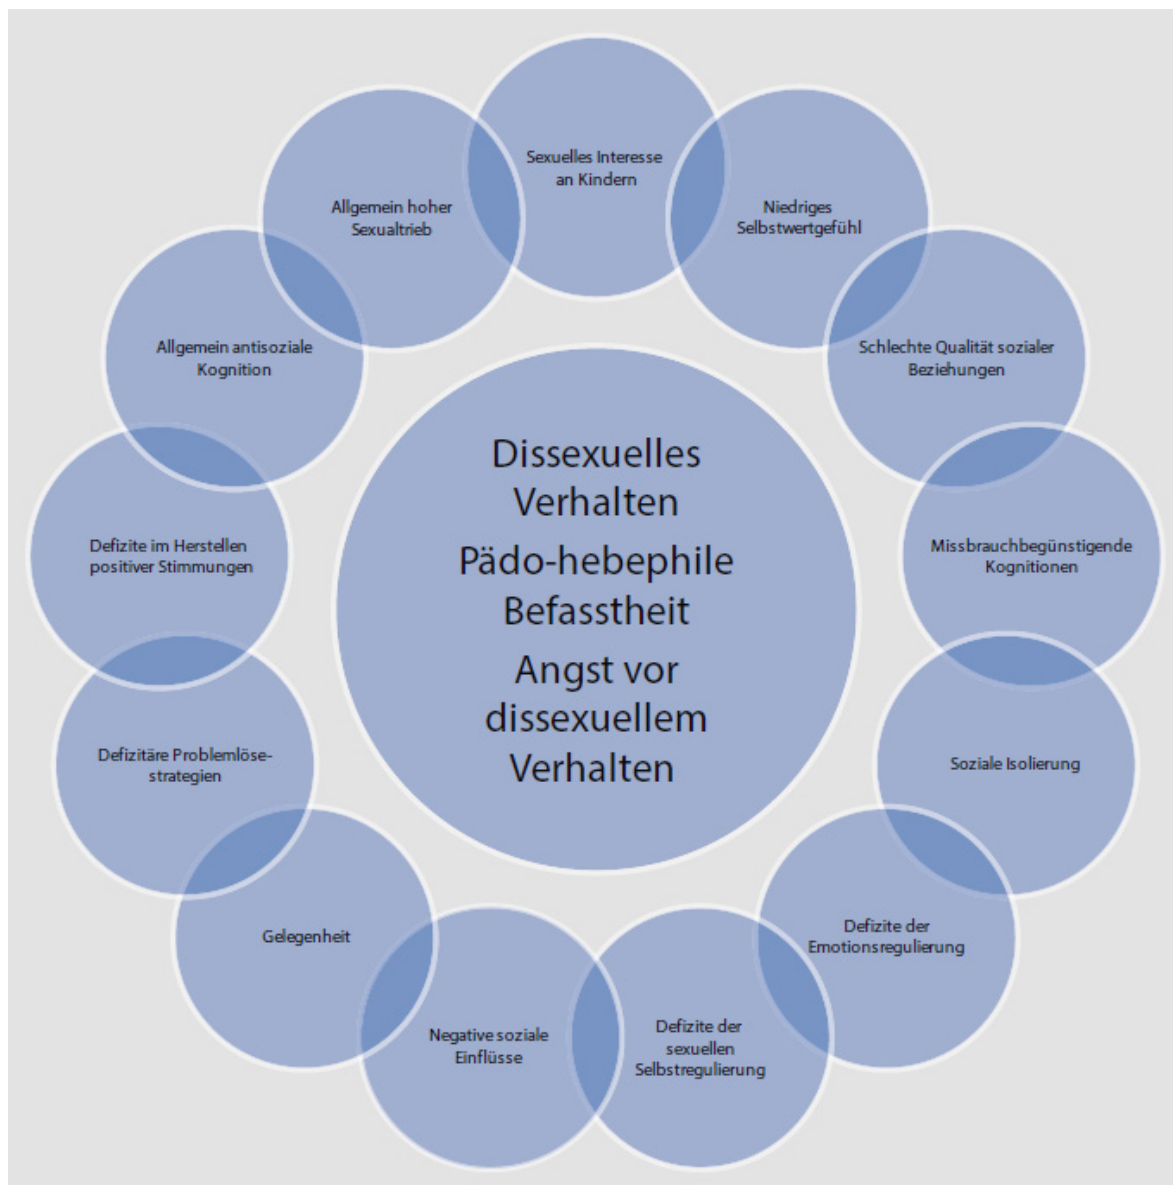 Sexuelles Interesse
an Kindern
Niedriges
Selbstwertgefühl
Schlechte Qualität sozialer
Beziehungen
Missbrauchbegünstigende
Kognitionen
Soziale Isolierung
Defizite der
Emotionsregulierung
Defizite der
sexuellen
Selbstregulierung
Negative soziale
Einflüsse
Gelegenheit
Defizitäre Problemlöse-
strategien
Defizite im Herstellen
positiver Stimmungen
Allgemein antisoziale
Kognition
Allgemein hoher
Sexualtrieb
Dissexuelles
Verhalten
Pädo-hebephile
Befasstheit
Angst vor
dissexuellem
Verhalten